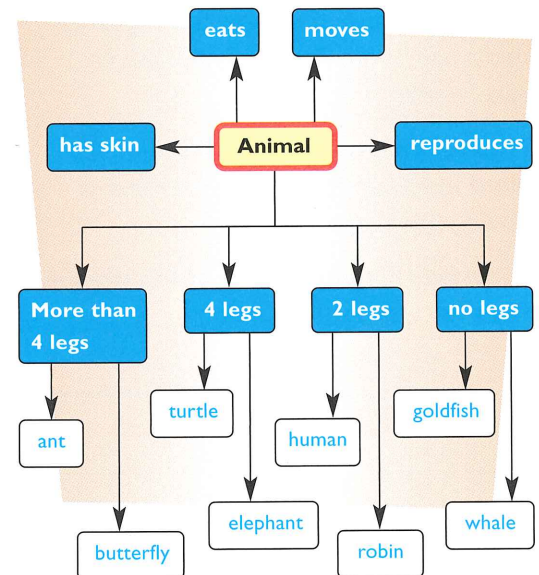 eats
moves
has skin
Animal
reproduces
More than
4 legs
4 legs
2 legs
no legs
turtle
goldfish
ant
human
elephant
whale
butterfly
robin